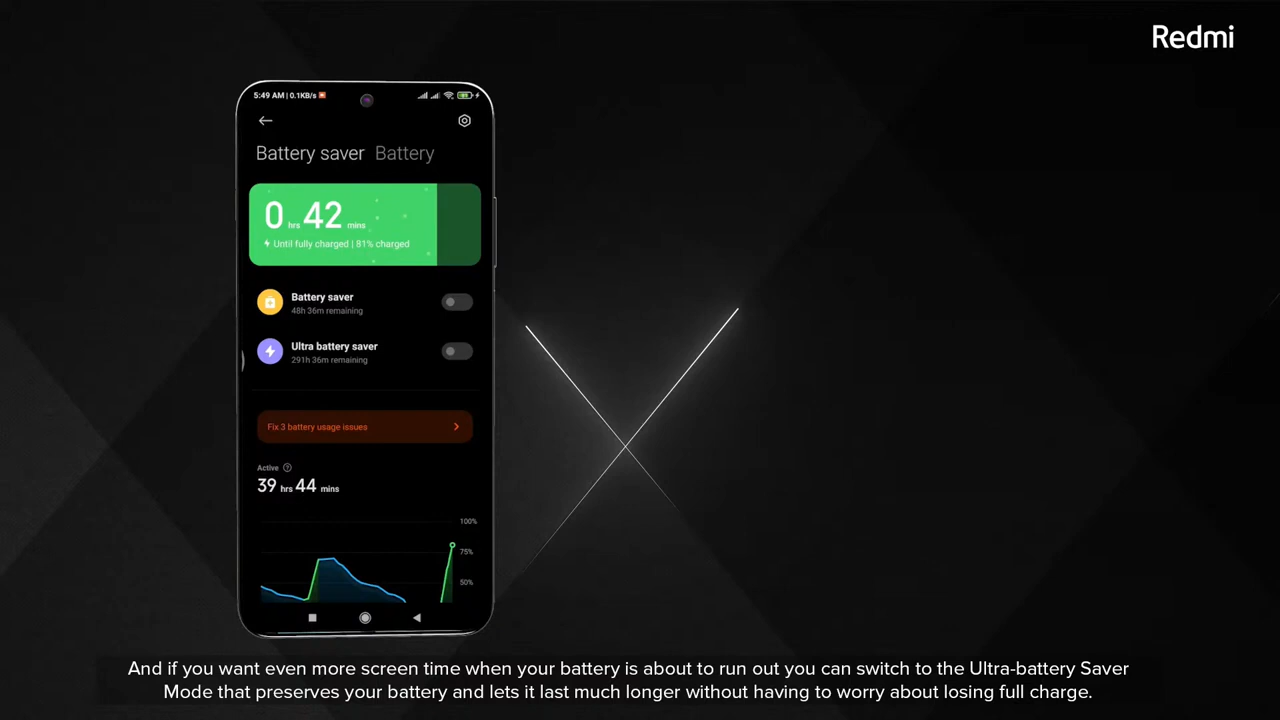 Redmi
5:49 AM | 0.1KB/s
Battery saver Battery
0 hrs 42 mins
Until fully charged | 81% charged
Battery saver
48h 36m remaining
Ultra battery saver
291h 36m remaining
Fix 3 battery usage issues
Active ?
39 hrs 44 mins
100%
75%
50%
And if you want even more screen time when your battery is about to run out you can switch to the Ultra-battery Saver
Mode that preserves your battery and lets it last much longer without having to worry about losing full charge.